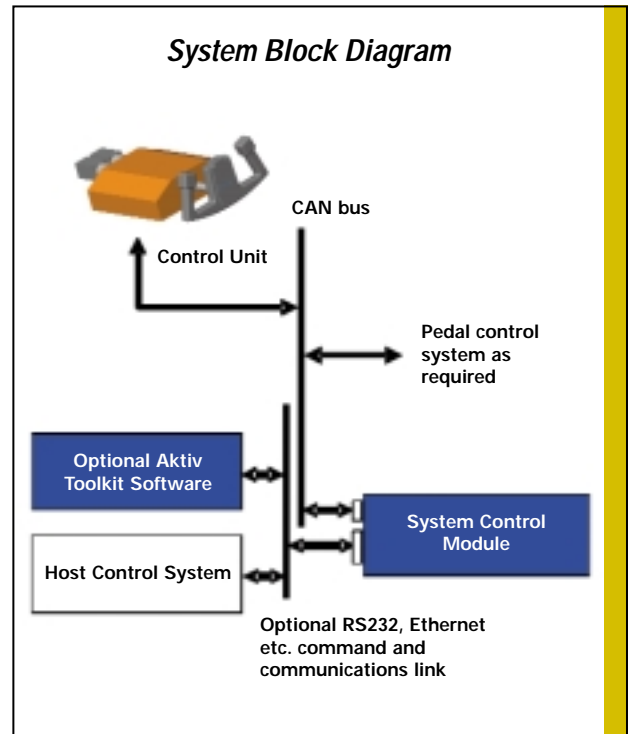 System Block Diagram
CAN bus
Control Unit
Pedal control
system as
required
Optional Aktiv
Toolkit Software
System Control
Module
Host Control System
Optional RS232, Ethernet
etc. command and
communications link